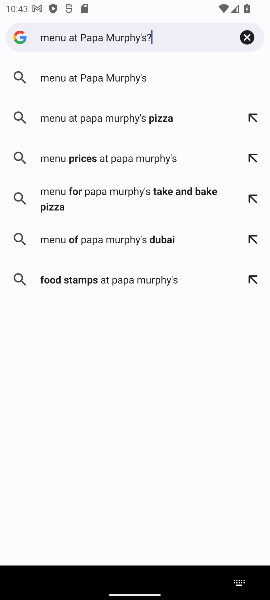 10:43
menu at Papa Murphy's?
menu at Papa Murphy's
menu at papa murphy's pizza
menu prices at papa murphy's
menu for papa murphy's take and bake
pizza
menu of papa murphy's dubai
food stamps at papa murphy's